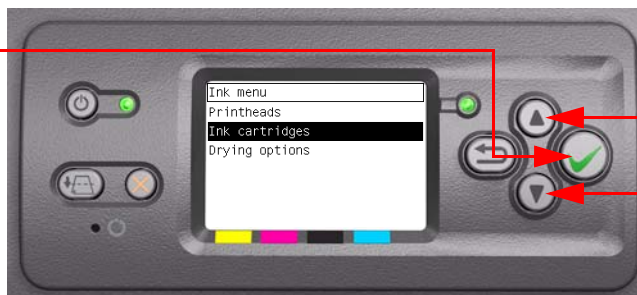 Ink menu
Printheads
Ink cartridges
Drying options